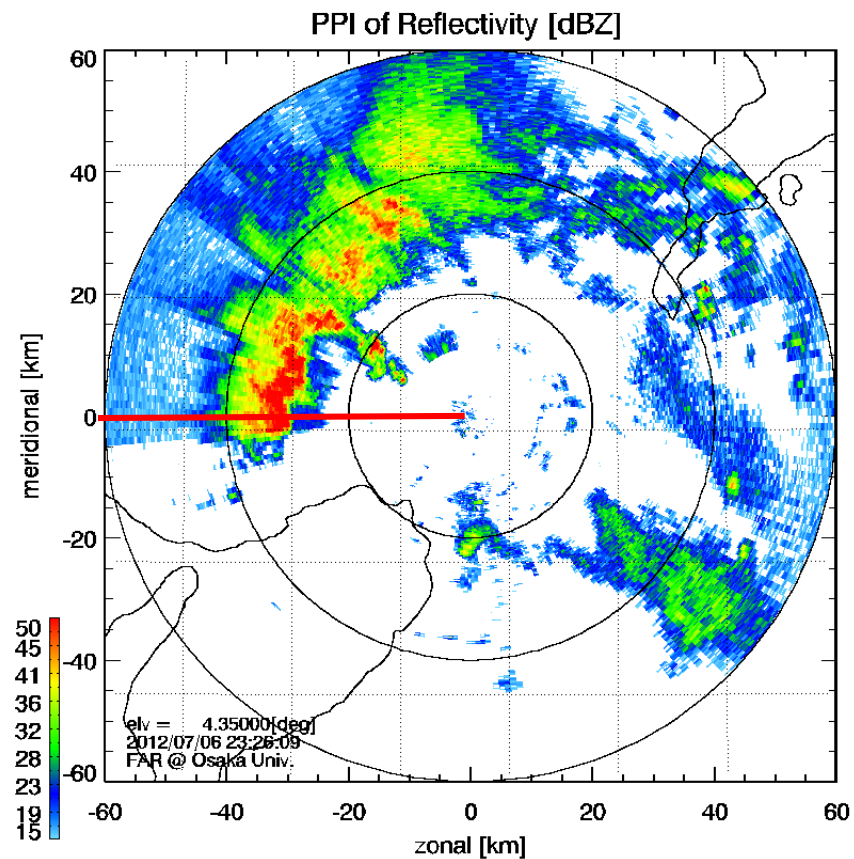 PPI of Reflectivity [dBZ]
60
40
20
0
-20
-40
-60
meridional [km]
50
45
41
36
32
28
23
19
15
elv = 4.35000[deg]
2012/07/06 23:26:09
FAR @ Osaka Univ.
-60 -40 -20 0 20 40 60
zonal [km]